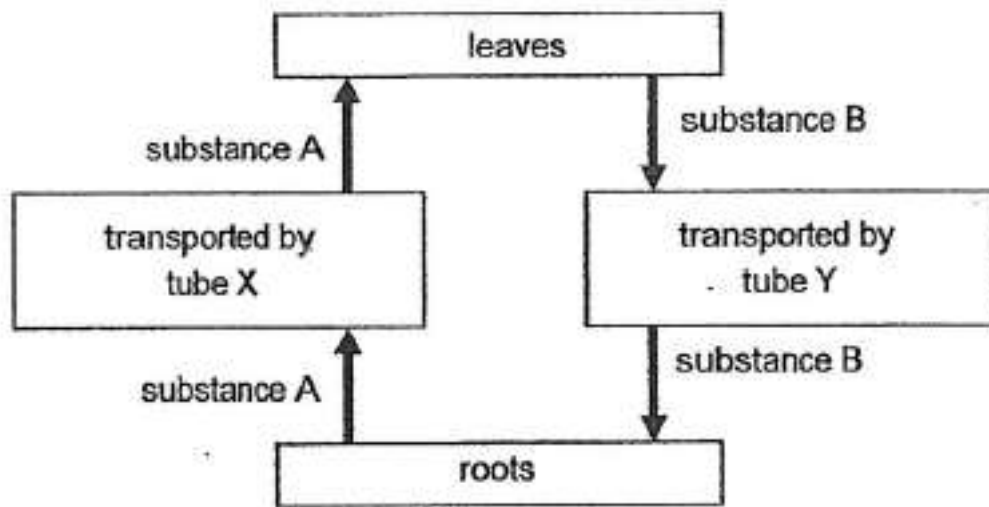 leaves
substance A
substance B
transported by
tube X
transported by
tube Y
substance A
substance B
roots